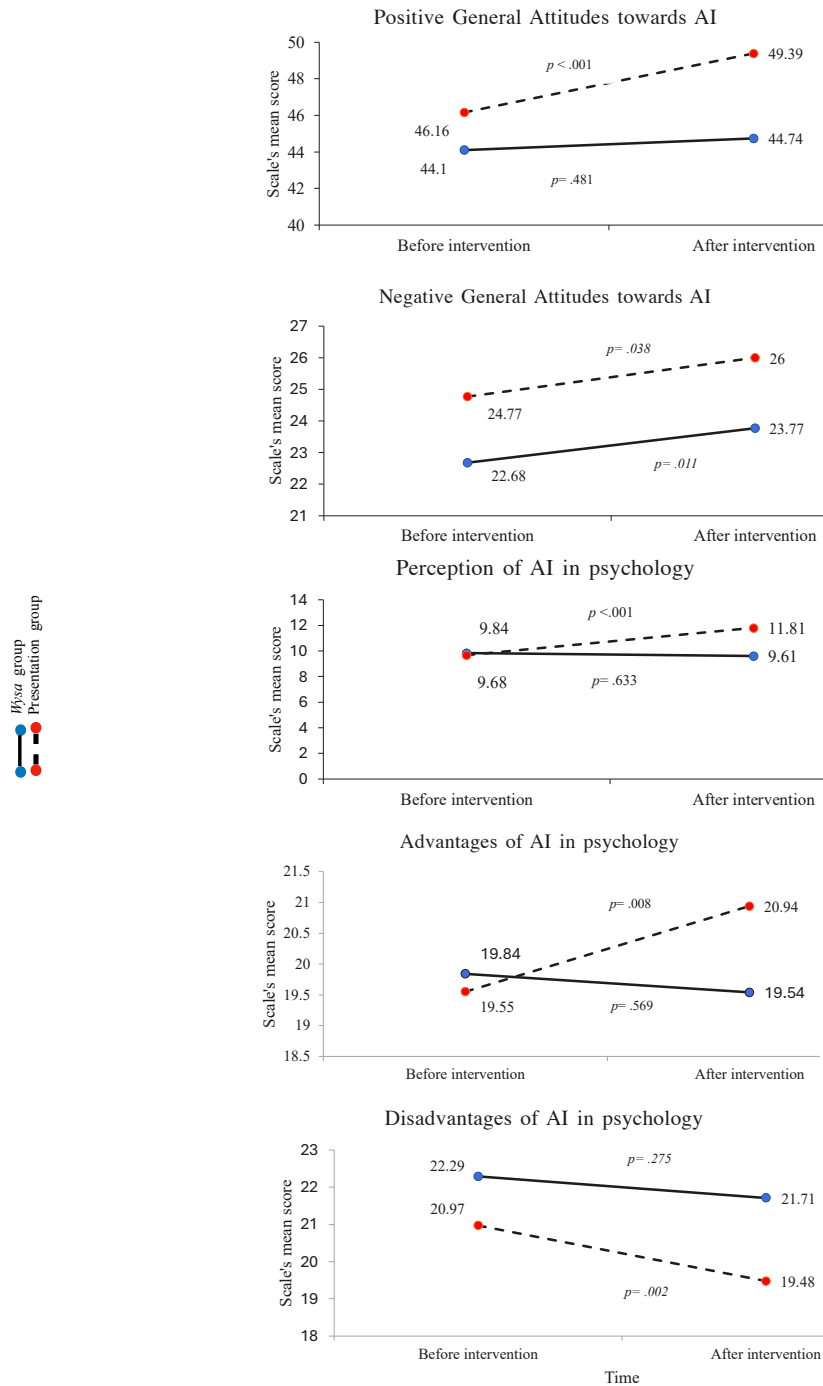 Positive General Attitudes towards AI
Scale's mean score
50
48
46
44
42
40
p < .001
49.39
46.16
44.1
44.74
p= .481
Before intervention
After intervention
Negative General Attitudes towards AI
Scale's mean score
27
26
25
24
23
22
21
p= .038
26
24.77
23.77
22.68
p= .011
Before intervention
After intervention
Perception of AI in psychology
Scale's mean score
14
12
10
8
6
4
2
0
p <.001
9.84
11.81
9.61
9.68
p= .633
Before intervention
After intervention
Wysa group
Presentation group
Advantages of AI in psychology
Scale's mean score
21.5
21
20.5
20
19.5
19
18.5
p= .008
20.94
19.84
19.54
19.55
p= .569
Before intervention
After intervention
Disadvantages of AI in psychology
Scale's mean score
23
22
21
20
19
18
p= .275
22.29
21.71
20.97
19.48
p= .002
Before intervention
After intervention
Time